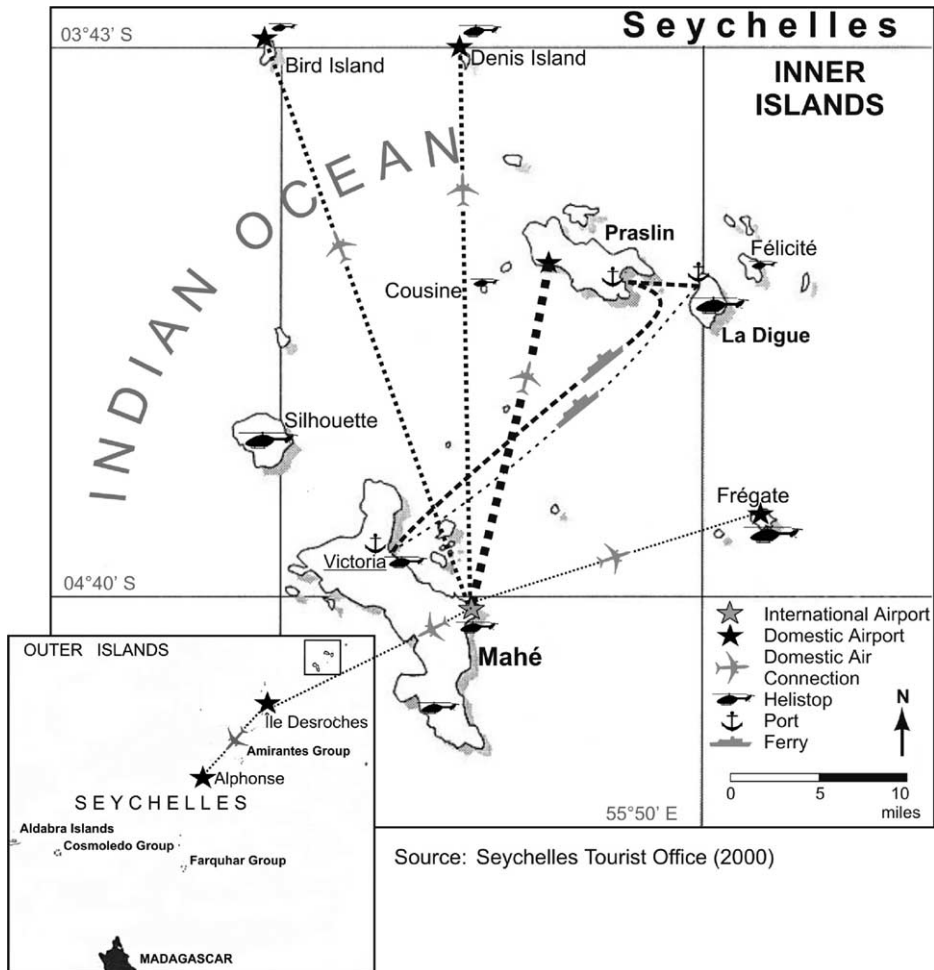 Seychelles
INNER
ISLANDS
03°43' S
Bird Island
Denis Island
INDIAN OCEAN
Praslin
Félicité
Cousine
La Digue
Silhouette
Frégate
Victoria
04°40' S
Mahé
International Airport
Domestic Airport
Domestic Air
Connection
Helistop
Port
Ferry
N
0 5 10
miles
55°50' E
OUTER ISLANDS
Île Desroches
Amirantes Group
Alphonse
SEYCHELLES
Aldabra Islands
Cosmoledo Group
Farquhar Group
MADAGASCAR
Source: Seychelles Tourist Office (2000)